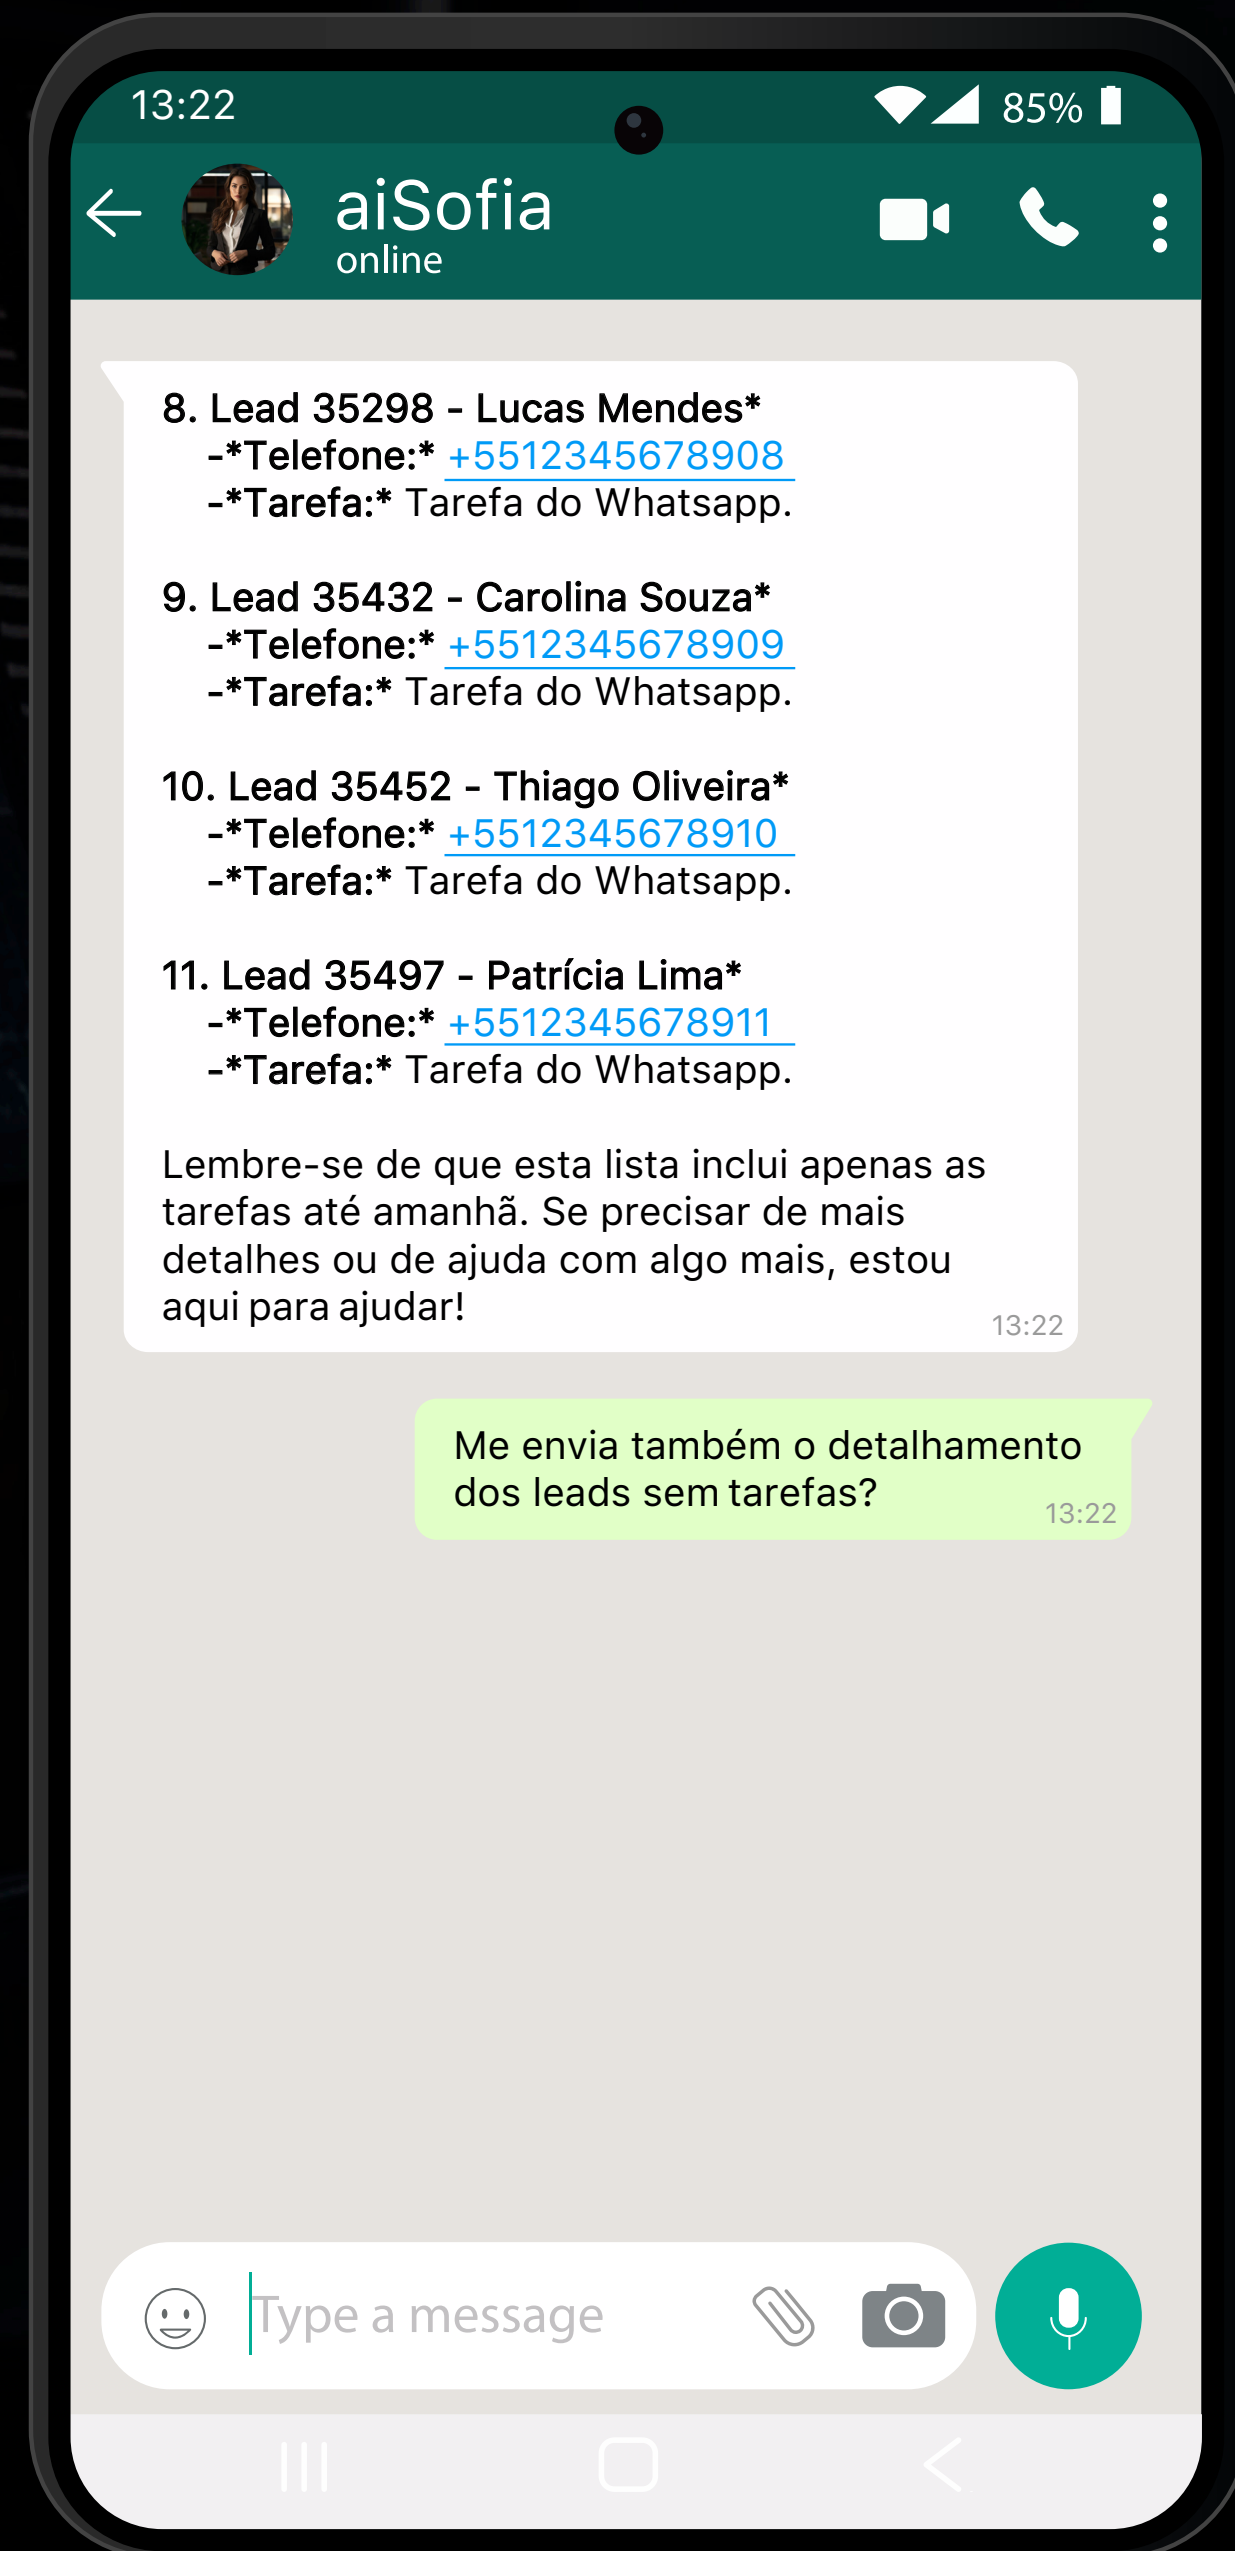 13:22
85%
aiSofia
online
8. Lead 35298 - Lucas Mendes*
-*Telefone:* +5512345678908
-*Tarefa:* Tarefa do Whatsapp.
9. Lead 35432 - Carolina Souza*
-*Telefone:* +5512345678909
-*Tarefa:* Tarefa do Whatsapp.
10. Lead 35452 - Thiago Oliveira*
-*Telefone:* +5512345678910
-*Tarefa:* Tarefa do Whatsapp.
11. Lead 35497 - Patrícia Lima*
-*Telefone:* +5512345678911
-*Tarefa:* Tarefa do Whatsapp.
Lembre-se de que esta lista inclui apenas as
tarefas até amanhã. Se precisar de mais
detalhes ou de ajuda com algo mais, estou
aqui para ajudar!
13:22
Me envia também o detalhamento
dos leads sem tarefas?
13:22
Type a message